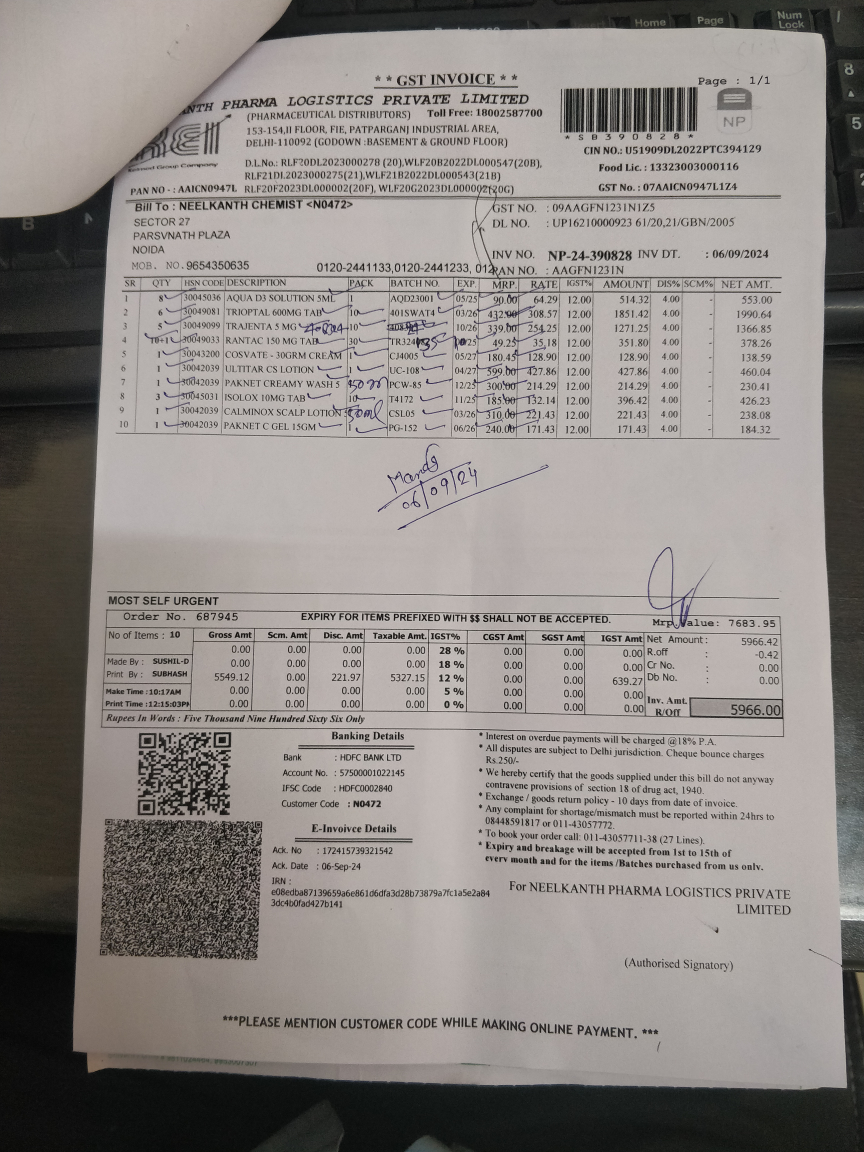 Home Page Num Lock
* * GST INVOICE * *
Page : 1/1
NTH PHARMA LOGISTICS PRIVATE LIMITED
(PHARMACEUTICAL DISTRIBUTORS) Toll Free: 18002587700
153-154,II FLOOR, FIE, PATPARGANJ INDUSTRIAL AREA,
DELHI-110092 (GODOWN :BASEMENT & GROUND FLOOR)
D.L.No.: RLF20DL2023000278 (20),WLF20B2022DL000547(20B),
RLF21DL2023000275(21),WLF21B2022DL000543(21B)
PAN NO - : AAICN0947L RLF20F2023DL000002(20F), WLF20G2023DL000002(20G)
NP
* S B 3 9 0 8 2 8 *
CIN NO.: U51909DL2022PTC394129
Food Lic. : 13323003000116
GST No. : 07AAICN0947L1Z4
Bill To : NEELKANTH CHEMIST <N0472>
SECTOR 27
PARSVNATH PLAZA
NOIDA
MOB. NO.9654350635 0120-2441133,0120-2441233, 012
GST NO. : 09AAGFN1231N1Z5
DL NO. : UP16210000923 61/20,21/GBN/2005
INV NO. NP-24-390828 INV DT. : 06/09/2024
PAN NO. : AAGFN1231N
SR QTY HSN CODE DESCRIPTION PACK BATCH NO. EXP. MRP. RATE IGST% AMOUNT DIS% SCM% NET AMT.
1 8 30045036 AQUA D3 SOLUTION 5ML 1 AQD23001 05/25 90.00 64.29 12.00 514.32 4.00 - 553.00
2 6 30049081 TRIOPTAL 600MG TAB 10 401SWAT4 03/26 432.00 308.57 12.00 1851.42 4.00 - 1990.64
3 5 30049099 TRAJENTA 5 MG 10 10/26 339.00 254.25 12.00 1271.25 4.00 - 1366.85
4 10+1 30049033 RANTAC 150 MG TAB 30 49.25 35.18 12.00 351.80 4.00 - 378.26
5 1 30043200 COSVATE - 30GRM CREAM 1 CJ4005 05/27 180.45 128.90 12.00 128.90 4.00 - 138.59
6 1 30042039 ULTITAR CS LOTION 1 UC-108 04/27 599.00 427.86 12.00 427.86 4.00 - 460.04
7 1 30042039 PAKNET CREAMY WASH 5 50m PCW-85 12/25 300.00 214.29 12.00 214.29 4.00 - 230.41
8 3 30045031 ISOLOX 10MG TAB 10 T4172 11/25 185.00 132.14 12.00 396.42 4.00 - 426.23
9 1 30042039 CALMINOX SCALP LOTION 50ml CSL05 03/26 310.00 221.43 12.00 221.43 4.00 - 238.08
10 1 30042039 PAKNET C GEL 15GM 1 PG-152 06/26 240.00 171.43 12.00 171.43 4.00 - 184.32
06/09/24
MOST SELF URGENT
Order No. 687945 EXPIRY FOR ITEMS PREFIXED WITH $$ SHALL NOT BE ACCEPTED. Mrp Value: 7683.95
No of Items : 10 Gross Amt Scm. Amt Disc. Amt Taxable Amt. IGST% CGST Amt SGST Amt IGST Amt
0.00 0.00 0.00 0.00 28 % 0.00 0.00 0.00
Made By : SUSHIL-D 0.00 0.00 0.00 0.00 18 % 0.00 0.00 0.00
Print By : SUBHASH 5549.12 0.00 221.97 5327.15 12 % 0.00 0.00 639.27
Make Time :10:17AM 0.00 0.00 0.00 0.00 5 % 0.00 0.00 0.00
Print Time :12:15:03PM 0.00 0.00 0.00 0.00 0 % 0.00 0.00 0.00
Net Amount : 5966.42
R.off : -0.42
Cr No. : 0.00
Db No. : 0.00
Inv. Amt. R/Off 5966.00
Rupees In Words : Five Thousand Nine Hundred Sixty Six Only
Banking Details
Bank : HDFC BANK LTD
Account No. : 57500001022145
IFSC Code : HDFC0002840
Customer Code : N0472
E-Invoivce Details
Ack. No : 172415739321542
Ack. Date : 06-Sep-24
IRN :
e08edba87139659a6e861d6dfa3d28b73879a7fc1a5e2a84
3dc4b0fad427b141
* Interest on overdue payments will be charged @18% P.A.
* All disputes are subject to Delhi jurisdiction. Cheque bounce charges
Rs.250/-
* We hereby certify that the goods supplied under this bill do not anyway
contravene provisions of section 18 of drug act, 1940.
* Exchange / goods return policy - 10 days from date of invoice.
* Any complaint for shortage/mismatch must be reported within 24hrs to
08448591817 or 011-43057772.
* To book your order call: 011-43057711-38 (27 Lines).
* Expiry and breakage will be accepted from 1st to 15th of
every month and for the items /Batches purchased from us only.
For NEELKANTH PHARMA LOGISTICS PRIVATE
LIMITED
(Authorised Signatory)
***PLEASE MENTION CUSTOMER CODE WHILE MAKING ONLINE PAYMENT. ***